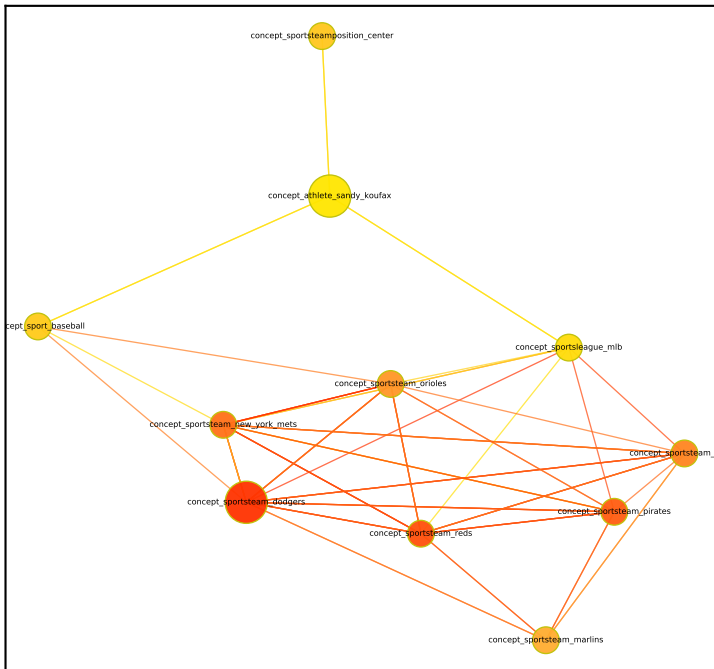 concept_sportsteamposition_center
concept_athlete_sandy_koufax
cept_sport_baseball
concept_sportsleague_mlb
concept_sportsteam_orioles
concept_sportsteam_new_york_mets
concept_sportsteam_
concept_sportsteam_dodgers
concept_sportsteam_pirates
concept_sportsteam_reds
concept_sportsteam_marlins